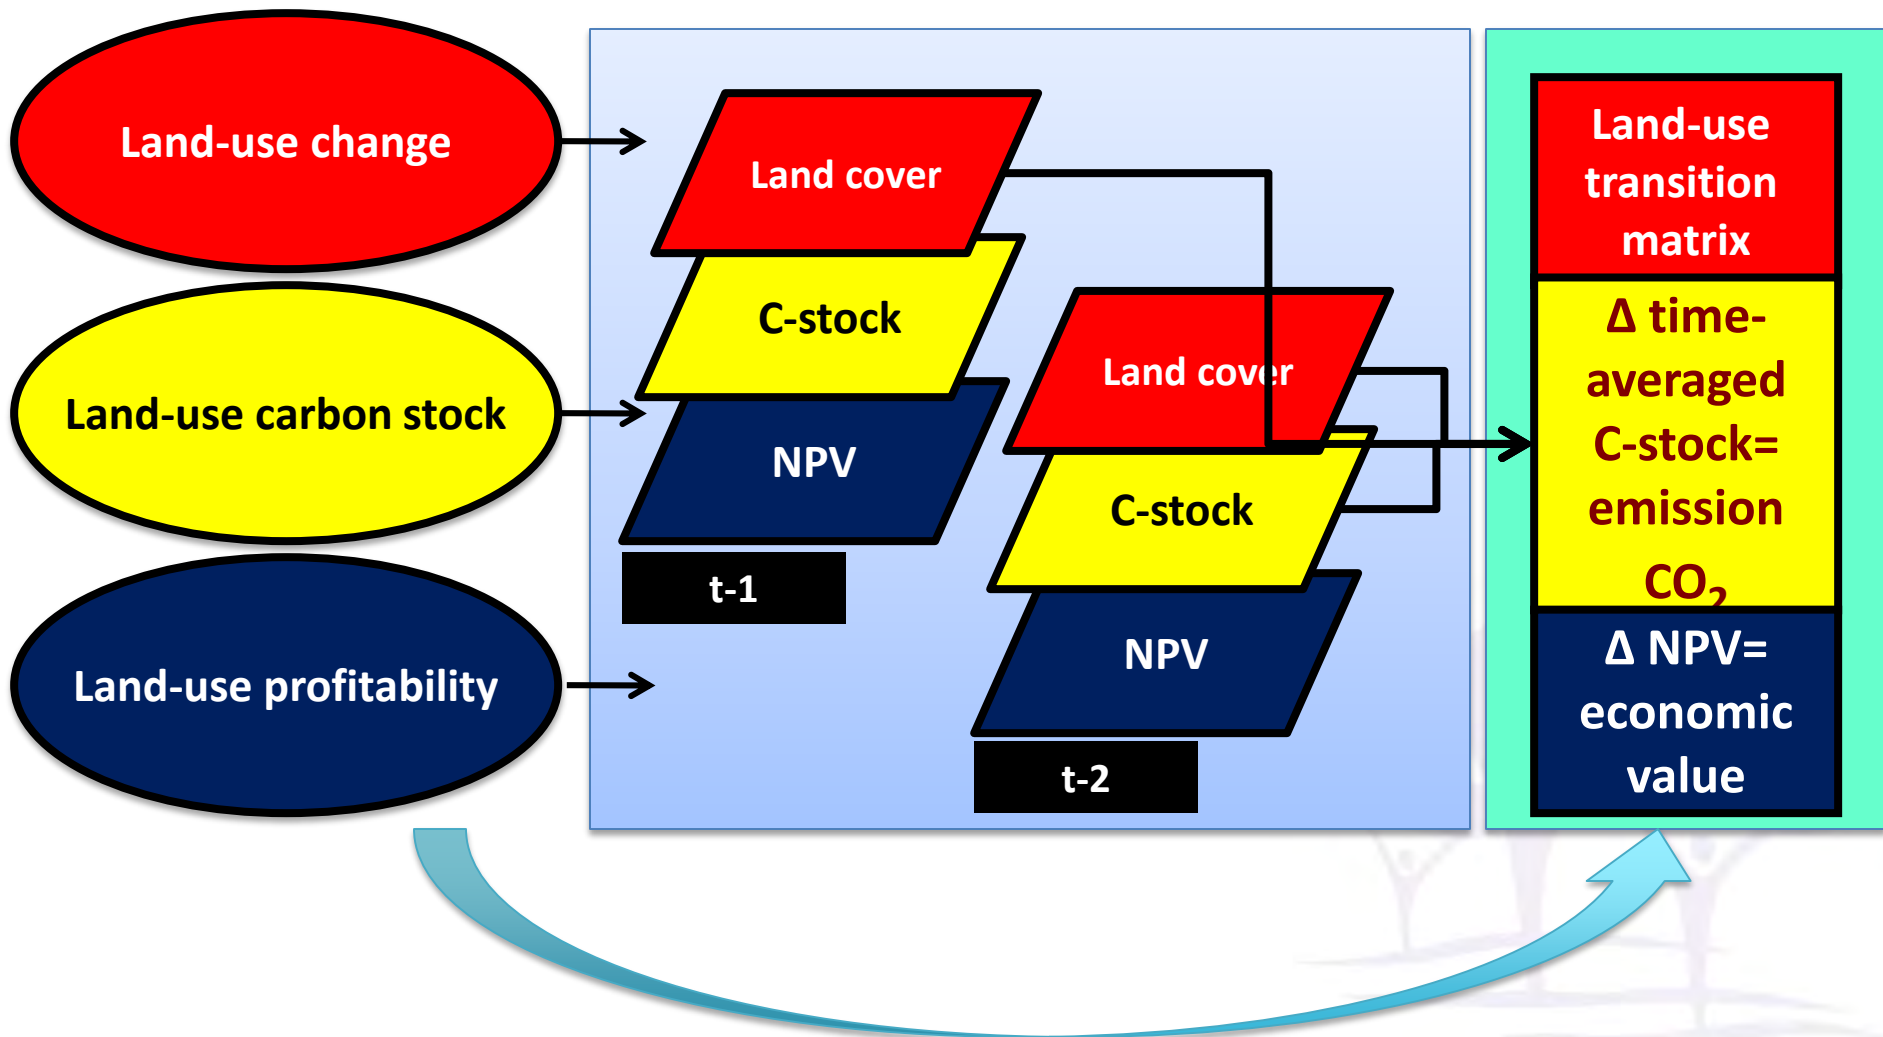 Land-use change
Land-use carbon stock
Land-use profitability
Land cover
C-stock
NPV
t-1
Land cover
C-stock
NPV
t-2
Land-use
transition
matrix
Δ time-
averaged
C-stock=
emission
CO₂
Δ NPV=
economic
value